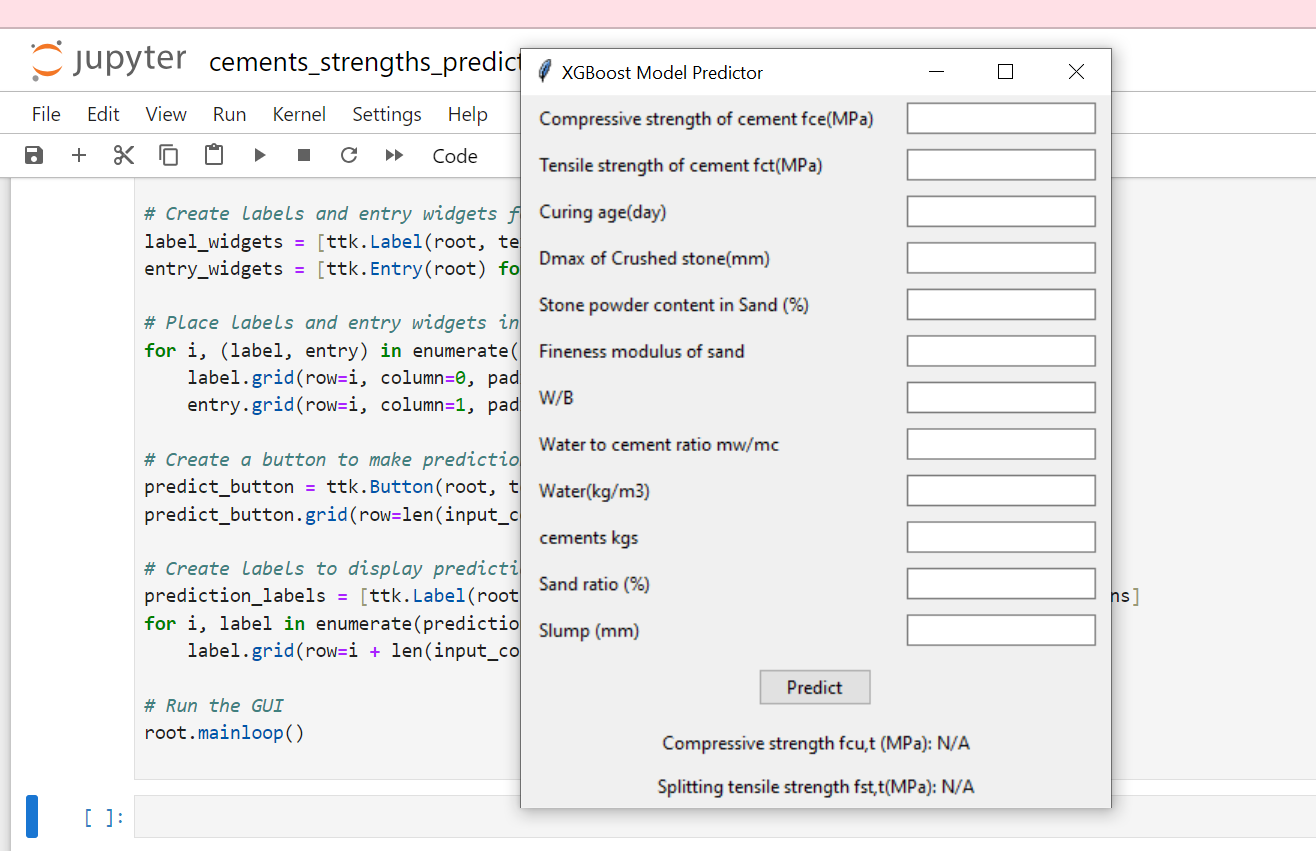 jupyter cements_strengths_predict
File Edit View Run Kernel Settings Help
Code
# Create labels and entry widgets
label_widgets = [ttk.Label(root,
entry_widgets = [ttk.Entry(root) fo
# Place labels and entry widgets in
for i, (label, entry) in enumerate(
label.grid(row=i, column=0, pad
entry.grid(row=i, column=1, pad
# Create a button to make predictio
predict_button = ttk.Button(root, t
predict_button.grid(row=len(input_c
# Create labels to display predicti
prediction_labels = [ttk.Label(root
ns]
for i, label in enumerate(predictio
label.grid(row=i + len(input_co
# Run the GUI
root.mainloop()
[ ]:
XGBoost Model Predictor
Compressive strength of cement fce(MPa)
Tensile strength of cement fct(MPa)
Curing age(day)
Dmax of Crushed stone(mm)
Stone powder content in Sand (%)
Fineness modulus of sand
W/B
Water to cement ratio mw/mc
Water(kg/m3)
cements kgs
Sand ratio (%)
Slump (mm)
Predict
Compressive strength fcu,t (MPa): N/A
Splitting tensile strength fst,t(MPa): N/A